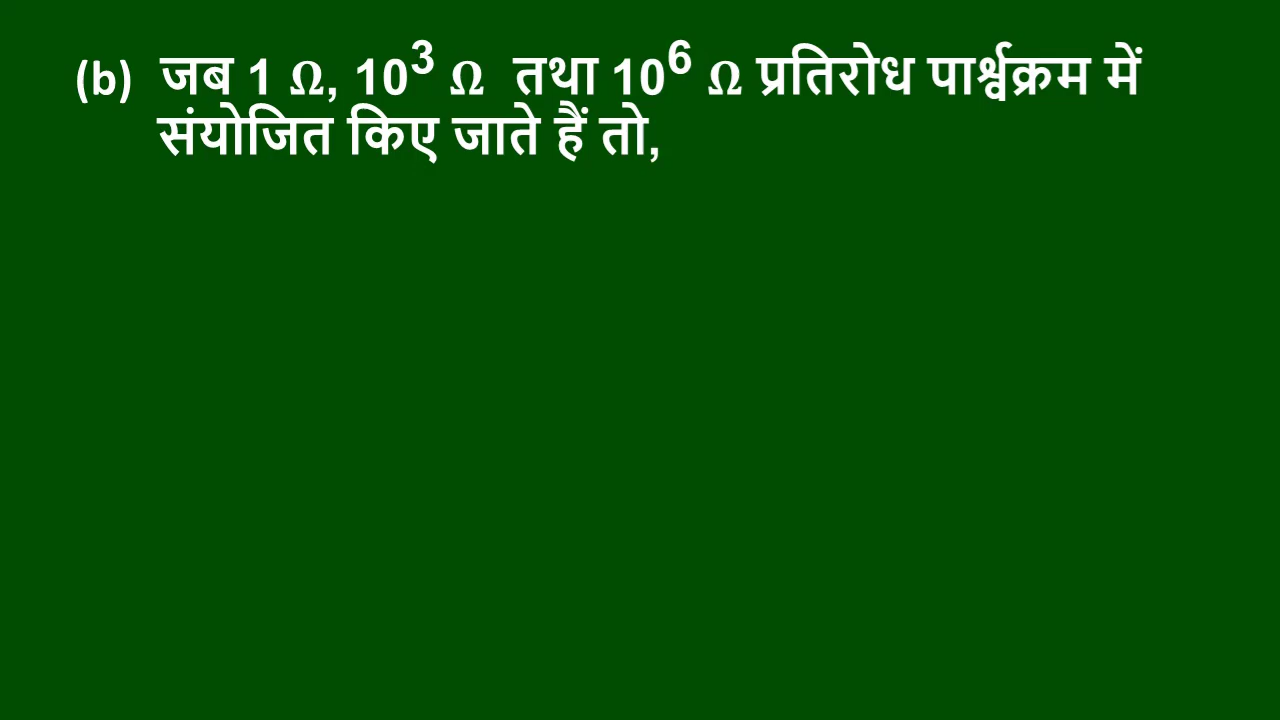 (b) जब 1 Ω, 10³ Ω तथा 10⁶ Ω प्रतिरोध पार्श्वक्रम में
संयोजित किए जाते हैं तो,